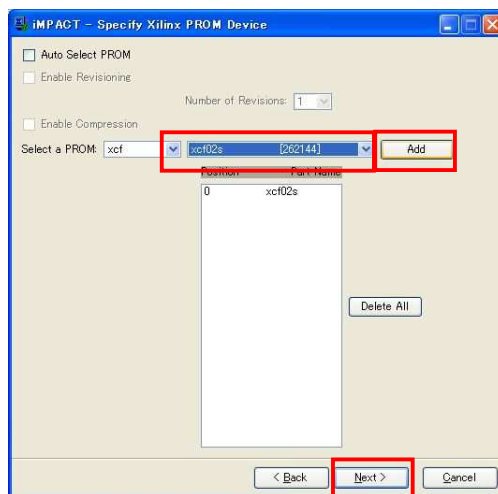 iMPACT - Specify Xilinx PROM Device
Auto Select PROM
Enable Revisioning
Number of Revisions: 1
Enable Compression
Select a PROM: xcf xcf02s [262144] Add
Position Part Name
0 xcf02s
Delete All
< Back Next > Cancel